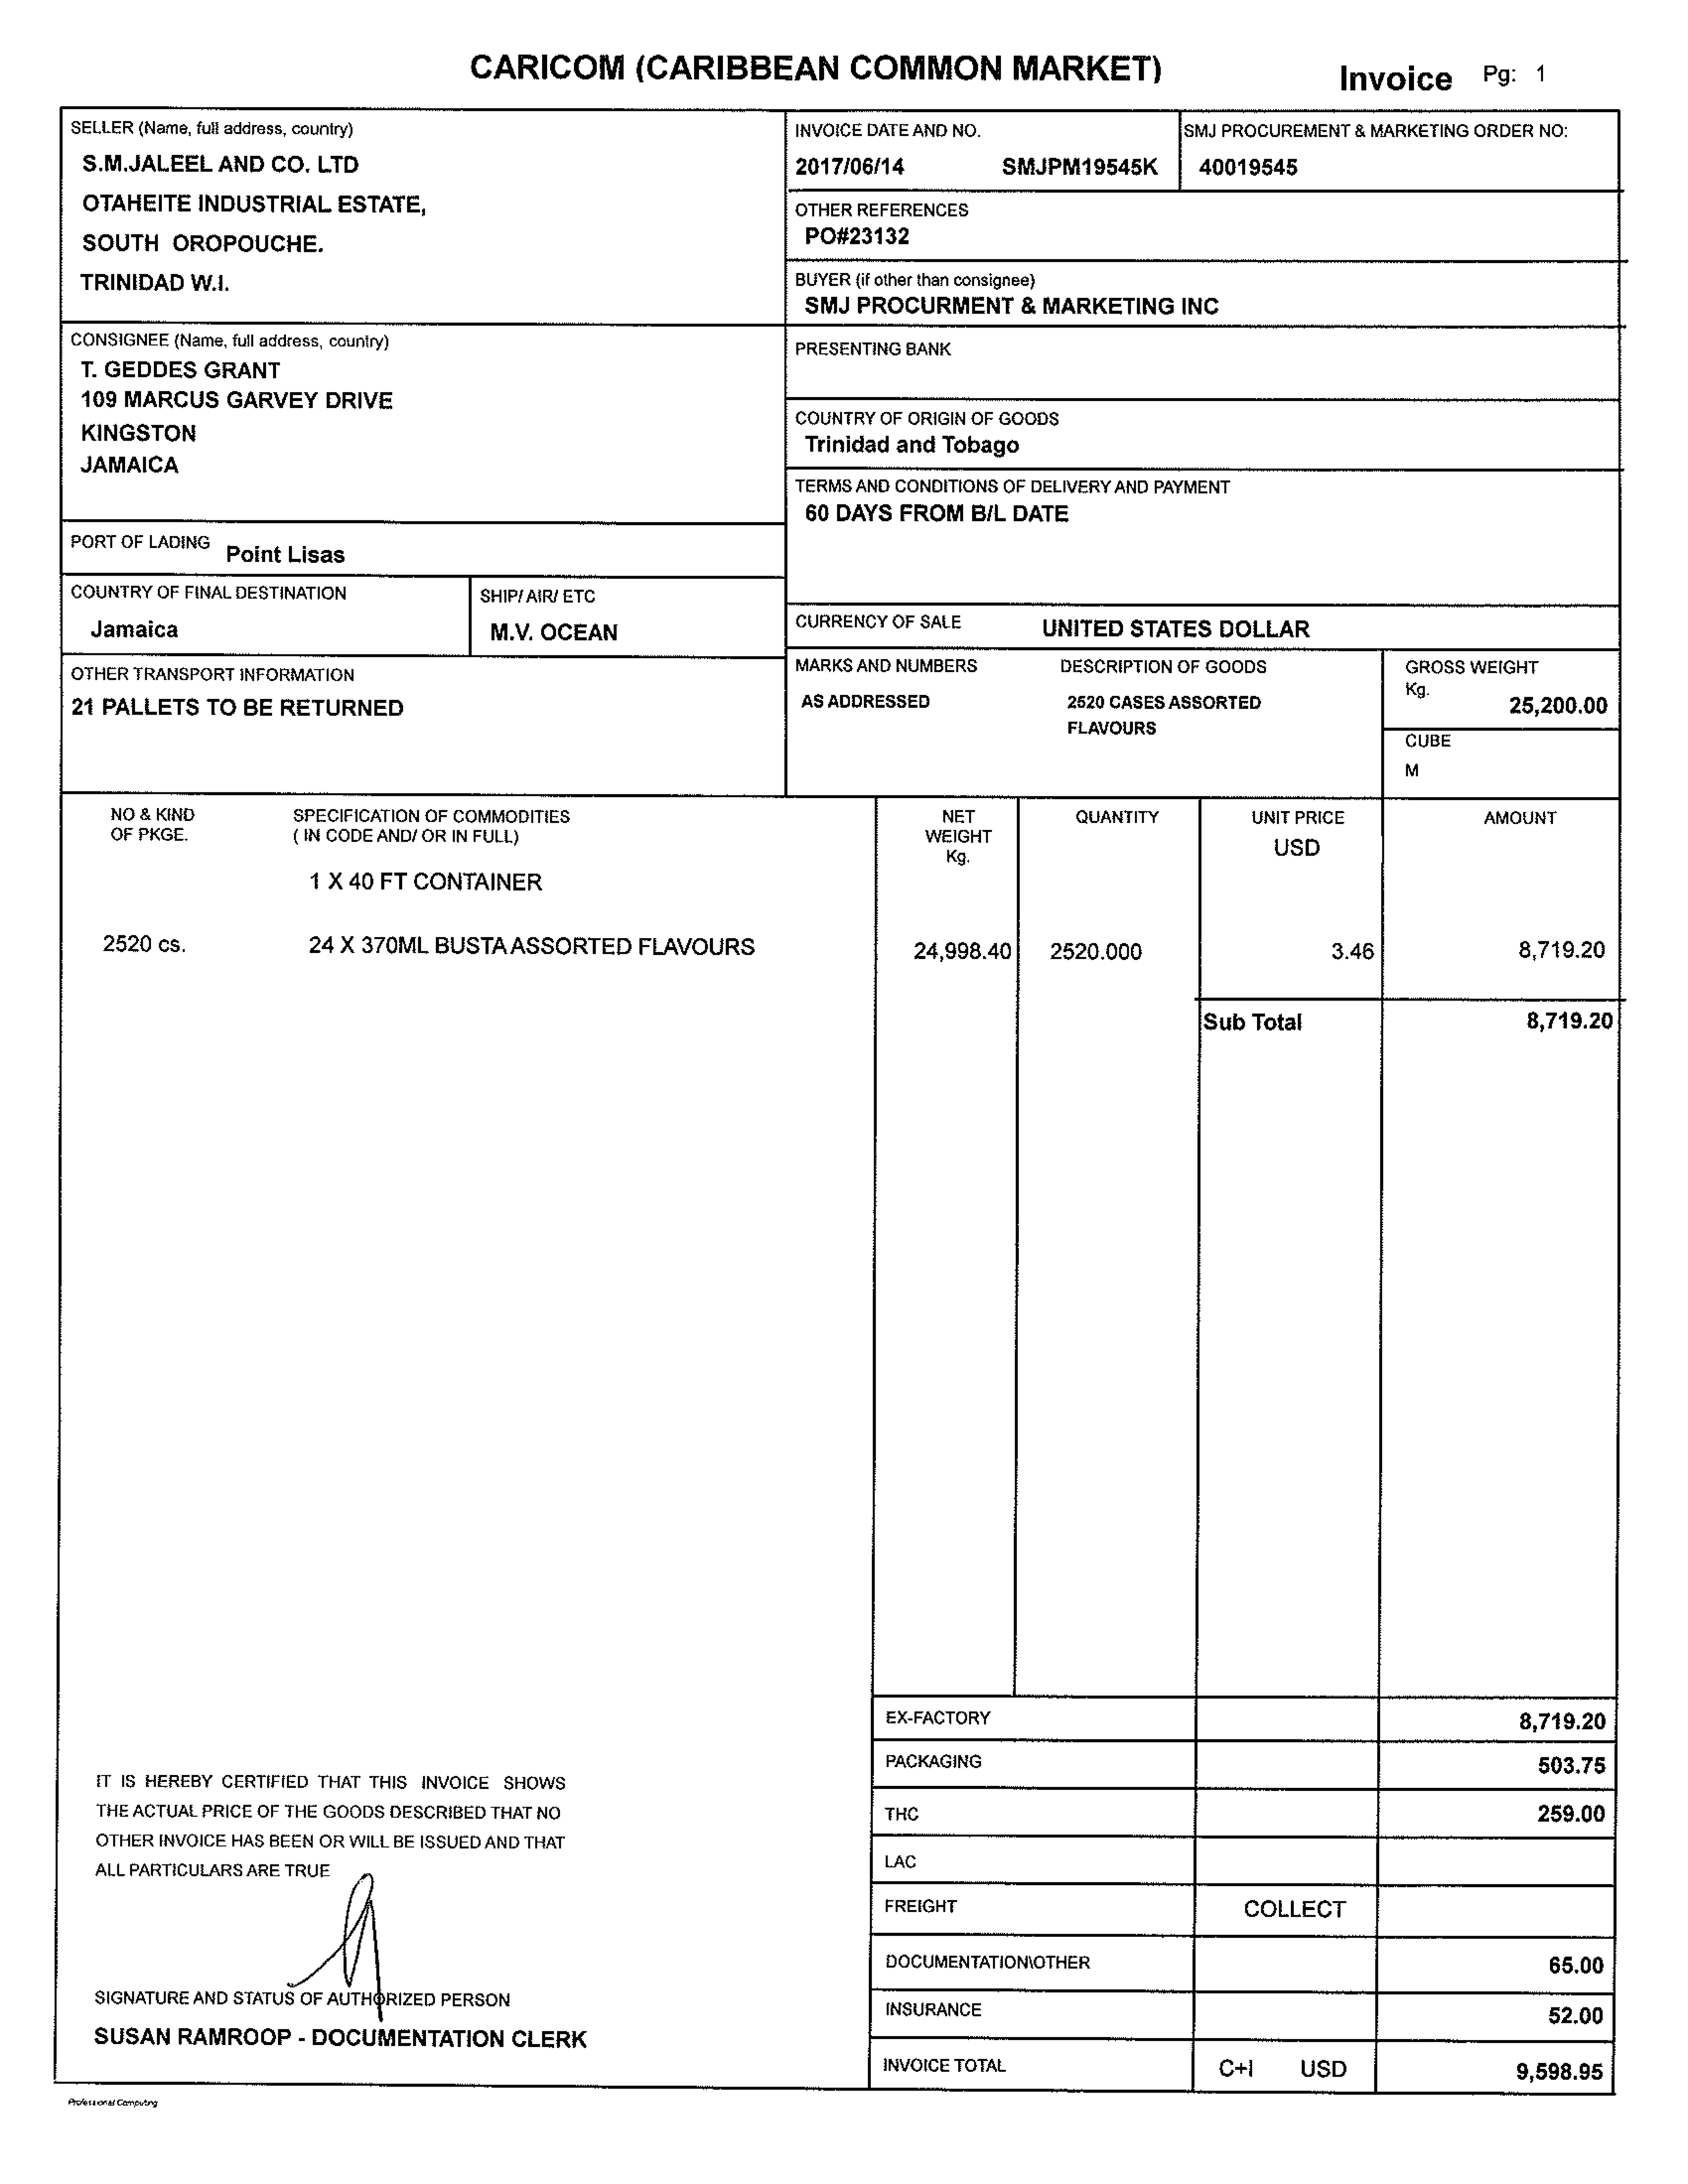 CARICOM (CARIBBEAN COMMON MARKET)
Invoice Pg: 1
SELLER (Name, full address, country)
S.M.JALEEL AND CO. LTD
OTAHEITE INDUSTRIAL ESTATE,
SOUTH OROPOUCHE.
TRINIDAD W.I.
INVOICE DATE AND NO.
2017/06/14 SMJPM19545K
SMJ PROCUREMENT & MARKETING ORDER NO:
40019545
OTHER REFERENCES
PO#23132
BUYER (if other than consignee)
SMJ PROCURMENT & MARKETING INC
CONSIGNEE (Name, full address, country)
T. GEDDES GRANT
109 MARCUS GARVEY DRIVE
KINGSTON
JAMAICA
PRESENTING BANK
COUNTRY OF ORIGIN OF GOODS
Trinidad and Tobago
TERMS AND CONDITIONS OF DELIVERY AND PAYMENT
60 DAYS FROM B/L DATE
PORT OF LADING Point Lisas
COUNTRY OF FINAL DESTINATION
Jamaica
SHIP/ AIR/ ETC
M.V. OCEAN
CURRENCY OF SALE UNITED STATES DOLLAR
OTHER TRANSPORT INFORMATION
21 PALLETS TO BE RETURNED
MARKS AND NUMBERS
AS ADDRESSED
DESCRIPTION OF GOODS
2520 CASES ASSORTED
FLAVOURS
GROSS WEIGHT
Kg.
25,200.00
CUBE
M
NO & KIND
OF PKGE.
SPECIFICATION OF COMMODITIES
( IN CODE AND/ OR IN FULL)
NET
WEIGHT
Kg.
QUANTITY
UNIT PRICE
USD
AMOUNT
1 X 40 FT CONTAINER
2520 cs. 24 X 370ML BUSTA ASSORTED FLAVOURS 24,998.40 2520.000 3.46 8,719.20
Sub Total 8,719.20
EX-FACTORY 8,719.20
PACKAGING 503.75
THC 259.00
LAC
FREIGHT COLLECT
DOCUMENTATION\OTHER 65.00
INSURANCE 52.00
INVOICE TOTAL C+I USD 9,598.95
IT IS HEREBY CERTIFIED THAT THIS INVOICE SHOWS
THE ACTUAL PRICE OF THE GOODS DESCRIBED THAT NO
OTHER INVOICE HAS BEEN OR WILL BE ISSUED AND THAT
ALL PARTICULARS ARE TRUE
SIGNATURE AND STATUS OF AUTHORIZED PERSON
SUSAN RAMROOP - DOCUMENTATION CLERK
Professional Computing